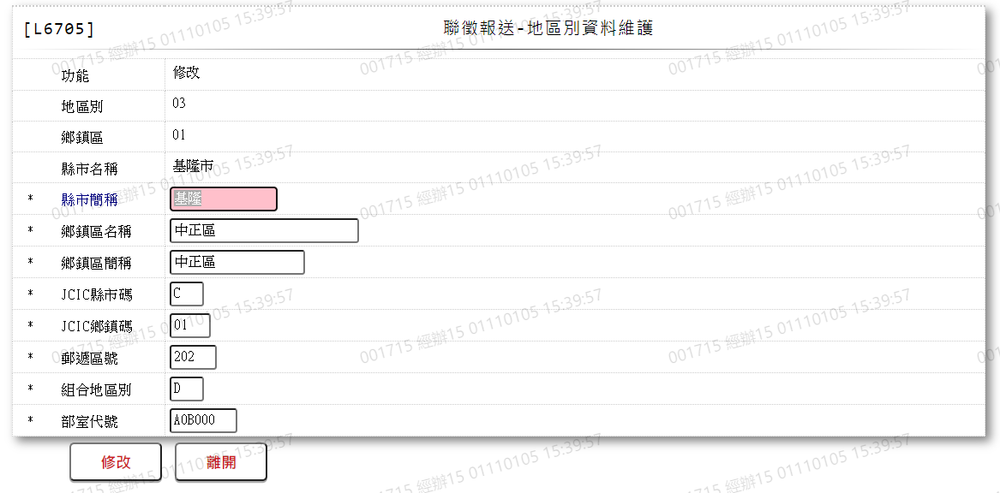 [L6705] 聯徵報送-地區別資料維護
功能 修改
地區別 03
鄉鎮區 01
縣市名稱 基隆市
* 縣市簡稱 基隆
* 鄉鎮區名稱 中正區
* 鄉鎮區簡稱 中正區
* JCIC縣市碼 C
* JCIC鄉鎮碼 01
* 郵遞區號 202
* 組合地區別 D
* 部室代號 A0B000
修改 離開
001715 經辦15 01110105 15:39:57